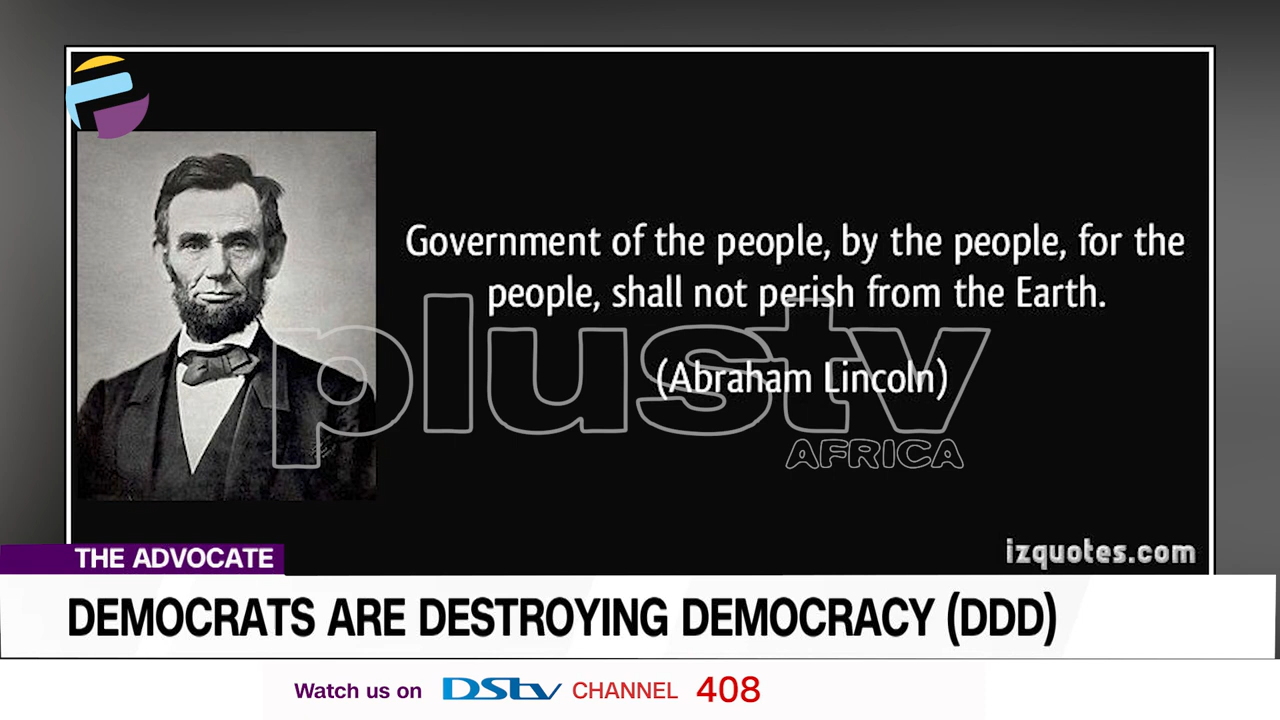 Government of the people, by the people, for the
people, shall not perish from the Earth.
(Abraham Lincoln)
plustv
AFRICA
izquotes.com
THE ADVOCATE
DEMOCRATS ARE DESTROYING DEMOCRACY (DDD)
Watch us on DStv CHANNEL 408